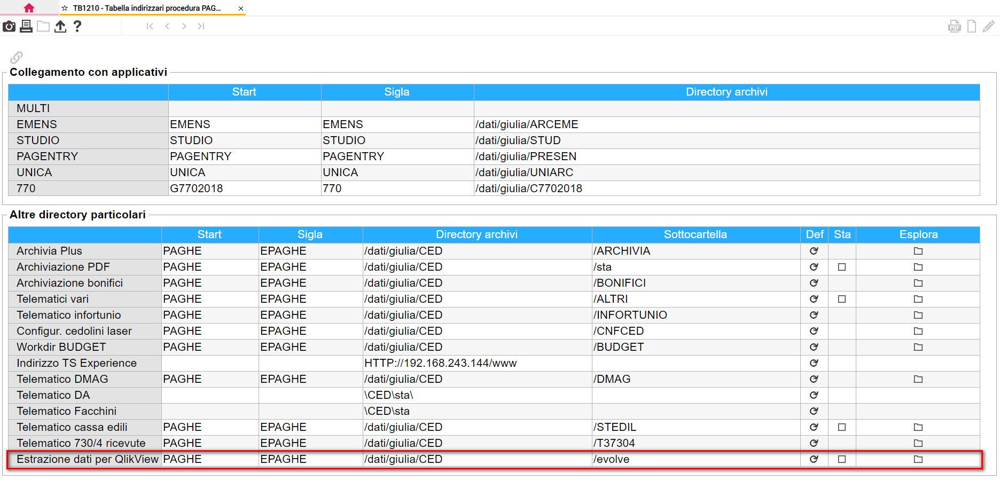 TB1210 - Tabella indirizzari procedura PAG...
Collegamento con applicativi
Start Sigla Directory archivi
MULTI
EMENS EMENS EMENS /dati/giulia/ARCEME
STUDIO STUDIO STUDIO /dati/giulia/STUD
PAGENTRY PAGENTRY PAGENTRY /dati/giulia/PRESEN
UNICA UNICA UNICA /dati/giulia/UNIARC
770 G7702018 770 /dati/giulia/C7702018
Altre directory particolari
Start Sigla Directory archivi Sottocartella Def Sta Esplora
Archivia Plus PAGHE EPAGHE /dati/giulia/CED /ARCHIVIA
Archiviazione PDF PAGHE EPAGHE /dati/giulia/CED /sta
Archiviazione bonifici PAGHE EPAGHE /dati/giulia/CED /BONIFICI
Telematici vari PAGHE EPAGHE /dati/giulia/CED /ALTRI
Telematico infortunio PAGHE EPAGHE /dati/giulia/CED /INFORTUNIO
Configur. cedolini laser PAGHE EPAGHE /dati/giulia/CED /CNFCED
Workdir BUDGET PAGHE EPAGHE /dati/giulia/CED /BUDGET
Indirizzo TS Experience HTTP://192.168.243.144/www
Telematico DMAG PAGHE EPAGHE /dati/giulia/CED /DMAG
Telematico DA \CED\sta\
Telematico Facchini \CED\sta
Telematico cassa edili PAGHE EPAGHE /dati/giulia/CED /STEDIL
Telematico 730/4 ricevute PAGHE EPAGHE /dati/giulia/CED /T37304
Estrazione dati per QlikView PAGHE EPAGHE /dati/giulia/CED /evolve